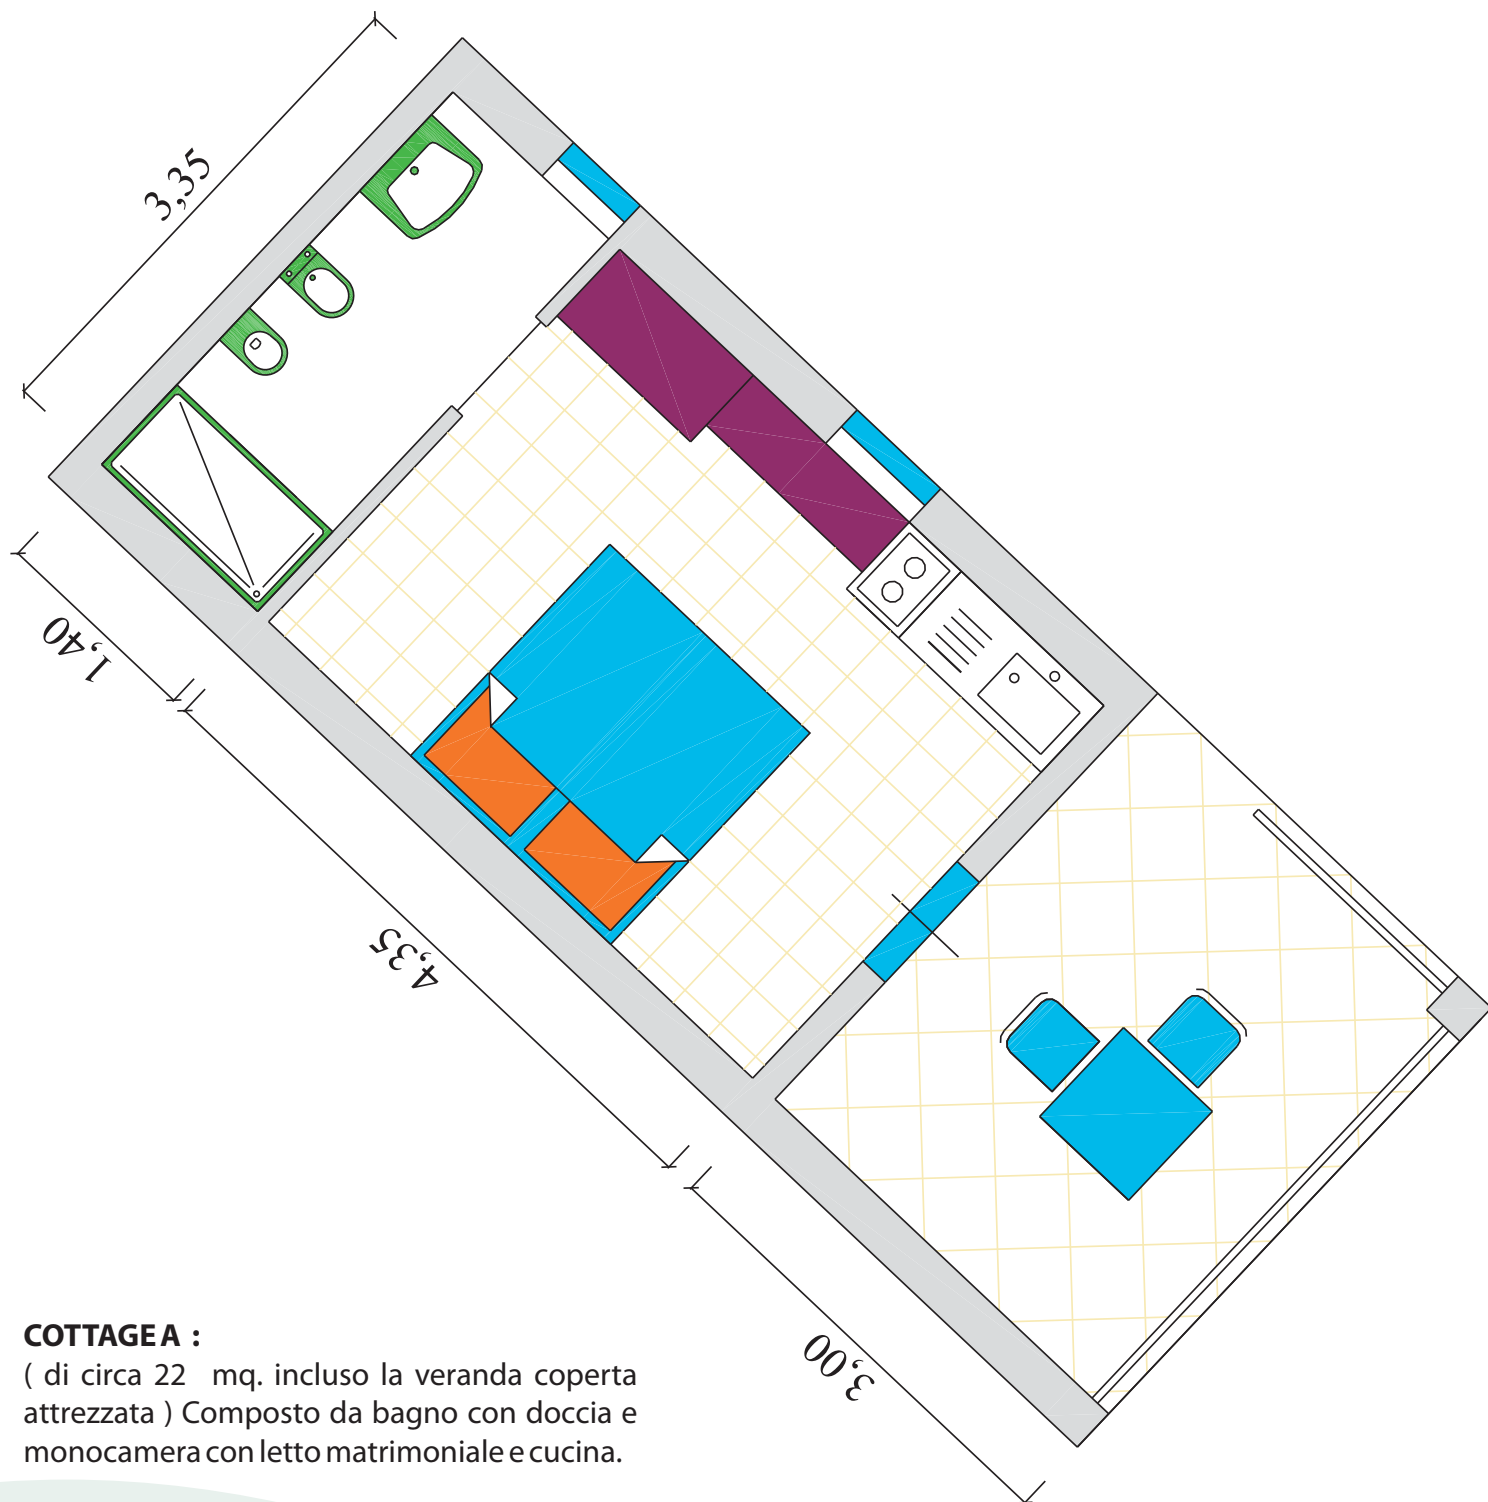 3,35
1,40
4,35
3,00
COTTAGE A :
( di circa 22 mq. incluso la veranda coperta
attrezzata ) Composto da bagno con doccia e
monocamera con letto matrimoniale e cucina.